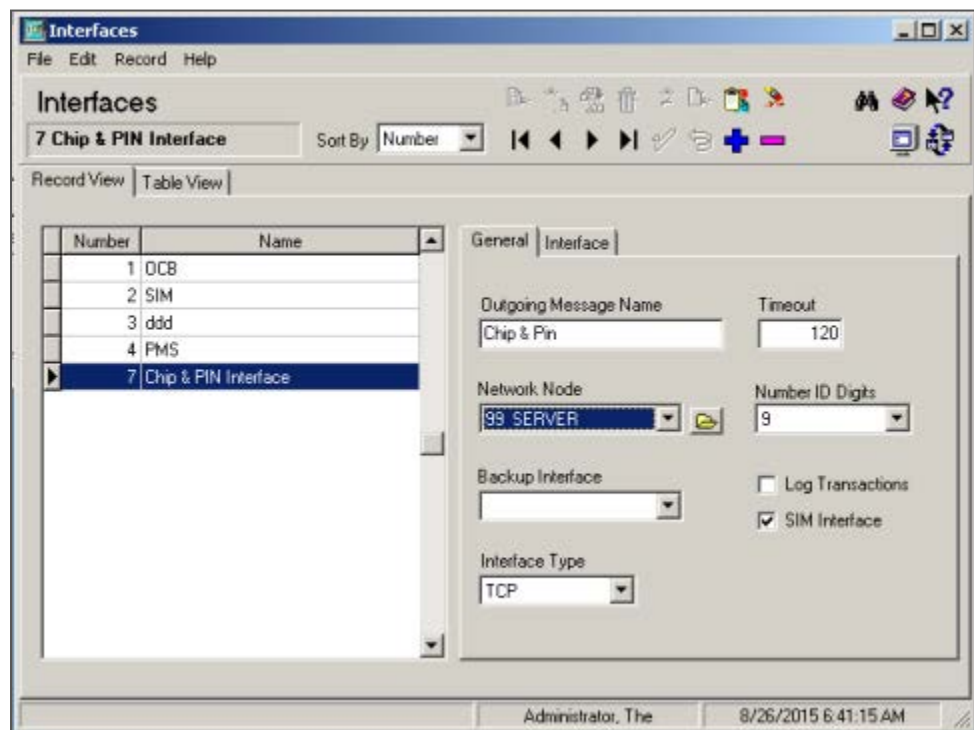 Interfaces
File Edit Record Help
Interfaces
7 Chip & PIN Interface
Sort By Number
Record View Table View
Number Name
1 OCB
2 SIM
3 ddd
4 PMS
7 Chip & PIN Interface
General Interface
Outgoing Message Name Timeout
Chip & Pin 120
Network Node Number ID Digits
99 SERVER 9
Backup Interface
Log Transactions
SIM Interface
Interface Type
TCP
Administrator, The 8/26/2015 6:41:15 AM